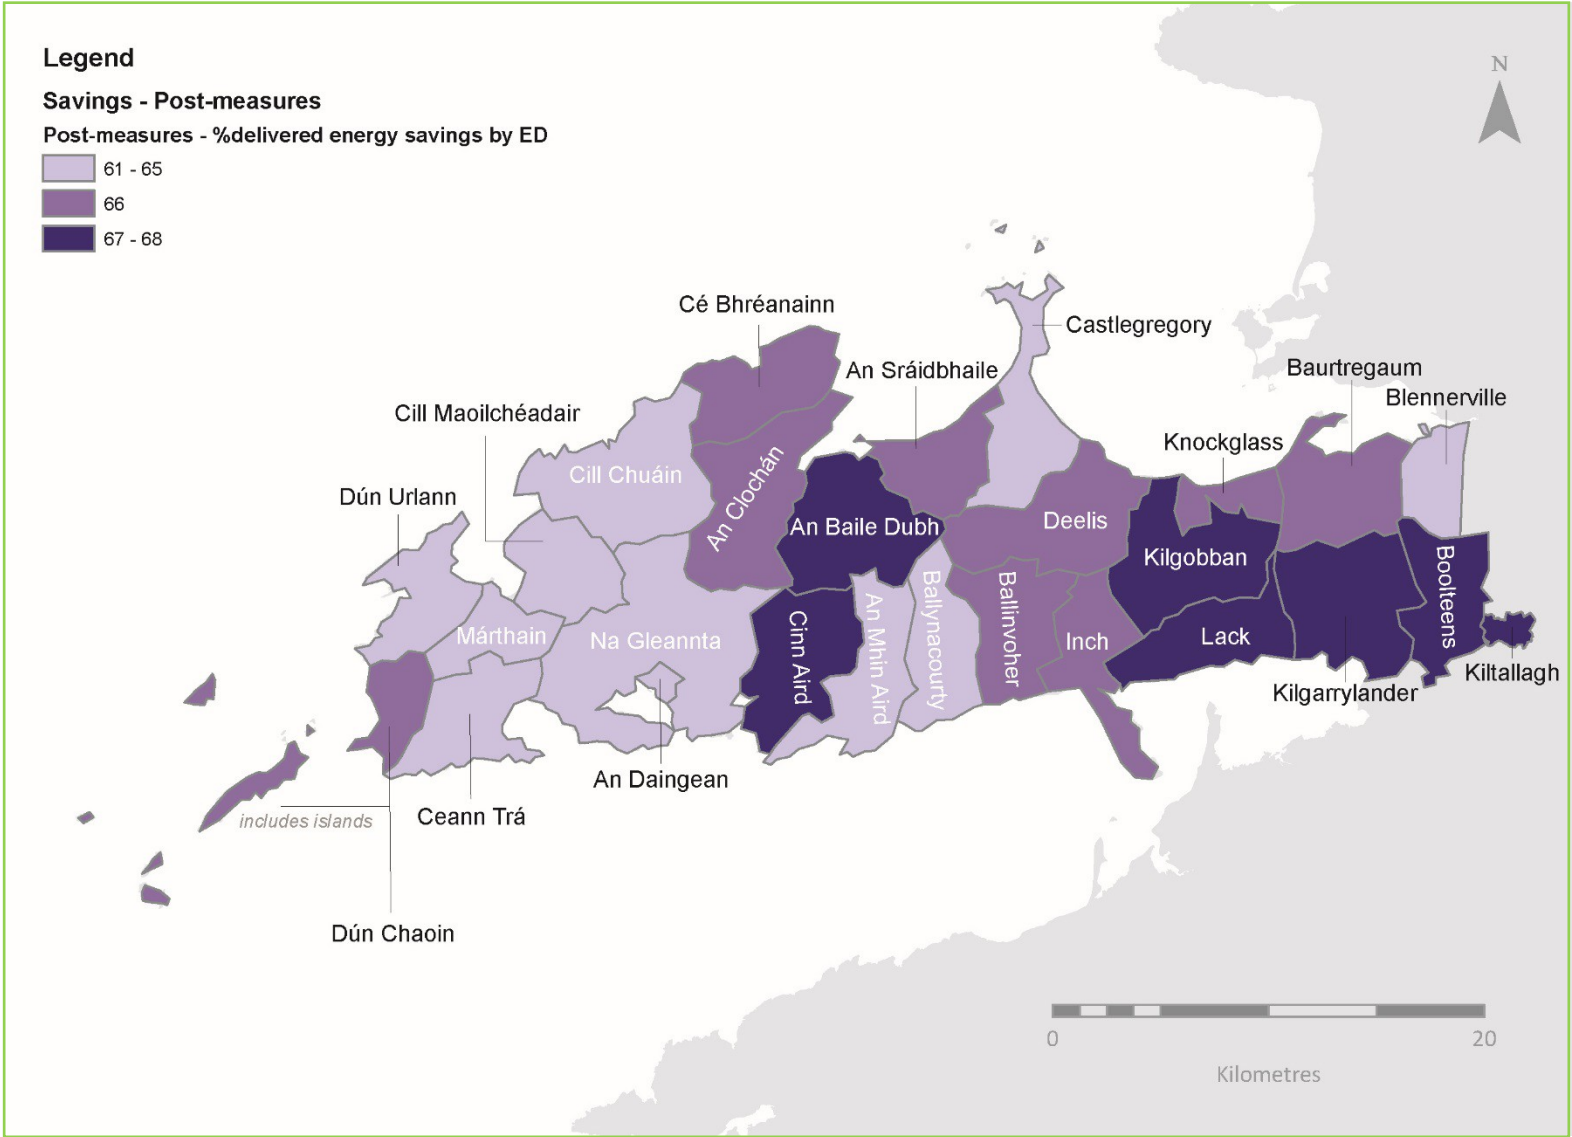 Legend
Savings - Post-measures
Post-measures - %delivered energy savings by ED
61 - 65
66
67 - 68
N
Cé Bhréanainn
Castlegregory
An Sráidbhaile
Baurtregaum
Blennerville
Cill Maoilchéadair
Knockglass
Cill Chuáin
Dún Urlann
An Clochán
An Baile Dubh
Deelis
Kilgobban
Boolteens
Márthain
Na Gleannta
Cinn Aird
An Mhin Aird
Ballynacourty
Ballinvoher
Inch
Lack
Kiltallagh
Kilgarrylander
An Daingean
Ceann Trá
includes islands
Dún Chaoin
0
20
Kilometres